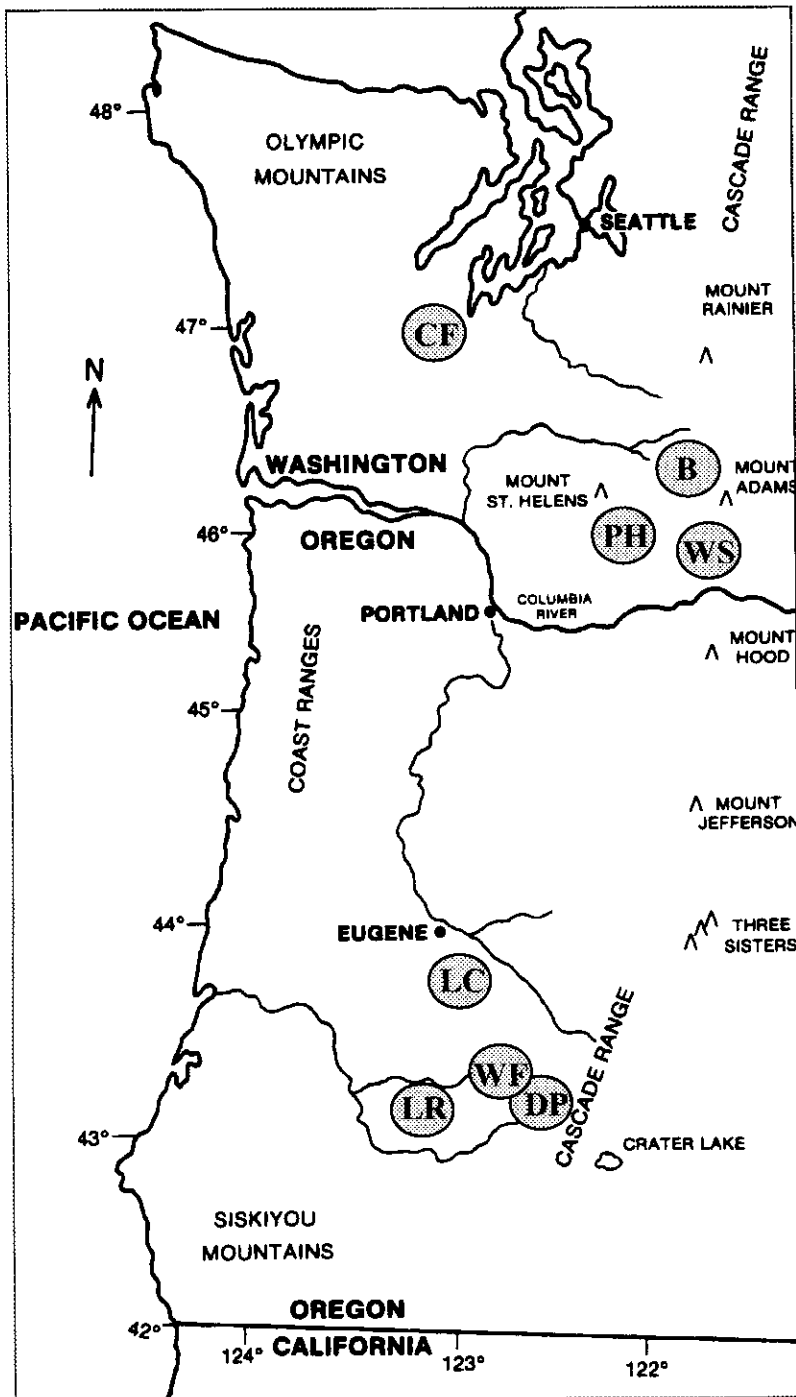 48°
OLYMPIC
MOUNTAINS
CASCADE RANGE
SEATTLE
MOUNT
RAINIER
47°
CF
N
WASHINGTON
B
MOUNT
ADAMS
MOUNT
ST. HELENS
PH
WS
46°
OREGON
COLUMBIA
RIVER
PORTLAND
PACIFIC OCEAN
MOUNT
HOOD
COAST RANGES
45°
MOUNT
JEFFERSON
44°
EUGENE
THREE
SISTERS
LC
WF
LR
DP
CASCADE RANGE
43°
CRATER LAKE
SISKIYOU
MOUNTAINS
OREGON
42°
CALIFORNIA
124°
123°
122°